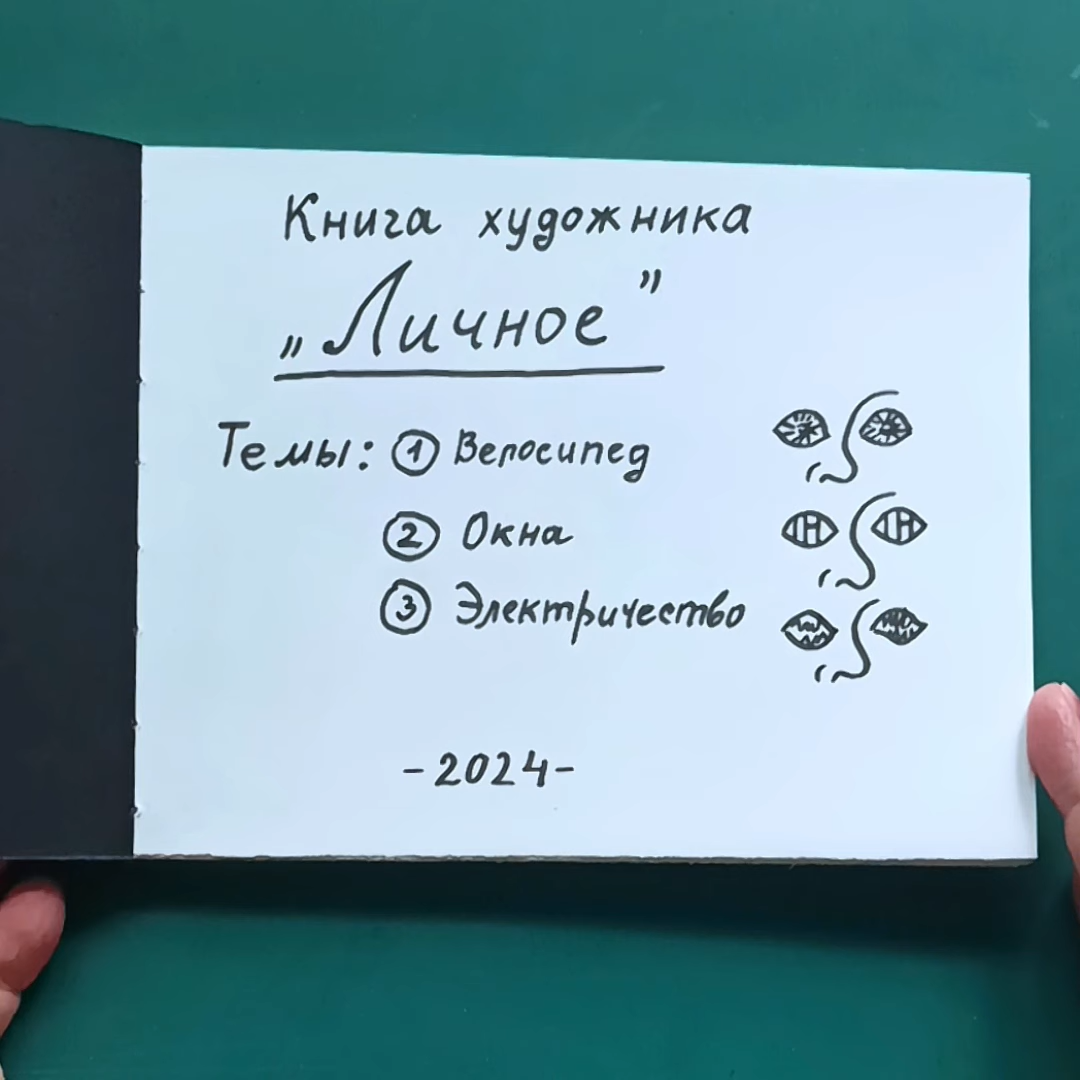 Книга художника
„Личное”
Темы: ① Велосипед
② Окна
③ Электричество
-2024-